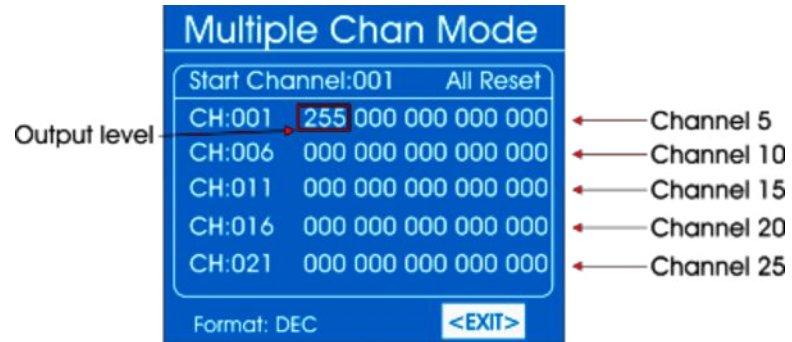 Multiple Chan Mode
Start Channel:001 All Reset
CH:001 255 000 000 000 000 Channel 5
Output level
CH:006 000 000 000 000 000 Channel 10
CH:011 000 000 000 000 000 Channel 15
CH:016 000 000 000 000 000 Channel 20
CH:021 000 000 000 000 000 Channel 25
Format: DEC <EXIT>